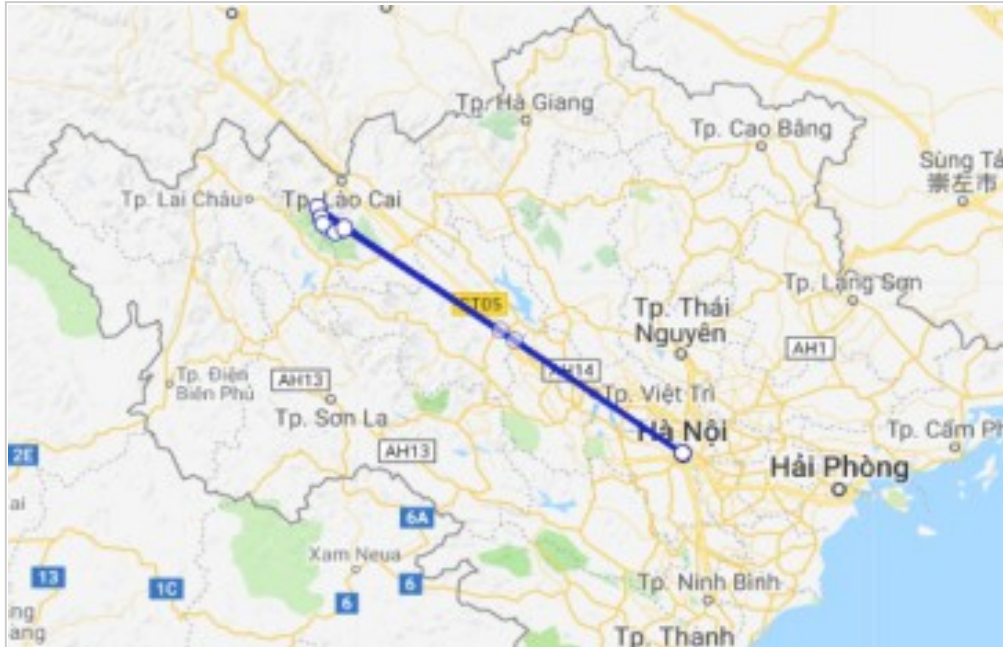 Tp. Hà Giang
Tp. Cao Bằng
Sùng Tả
崇左市
Tp. Lai Châu
Tp. Lào Cai
CT05
Tp. Lạng Sơn
Tp. Thái
Nguyên
AH1
AH14
Tp. Điện
Biên Phủ
AH13
Tp. Việt Trì
Tp. Sơn La
Hà Nội
Tp. Cẩm Ph
2E
AH13
Hải Phòng
ai
6A
Xam Neua
13
1C
6
6
Tp. Ninh Bình
ng
ang
Tp. Thanh